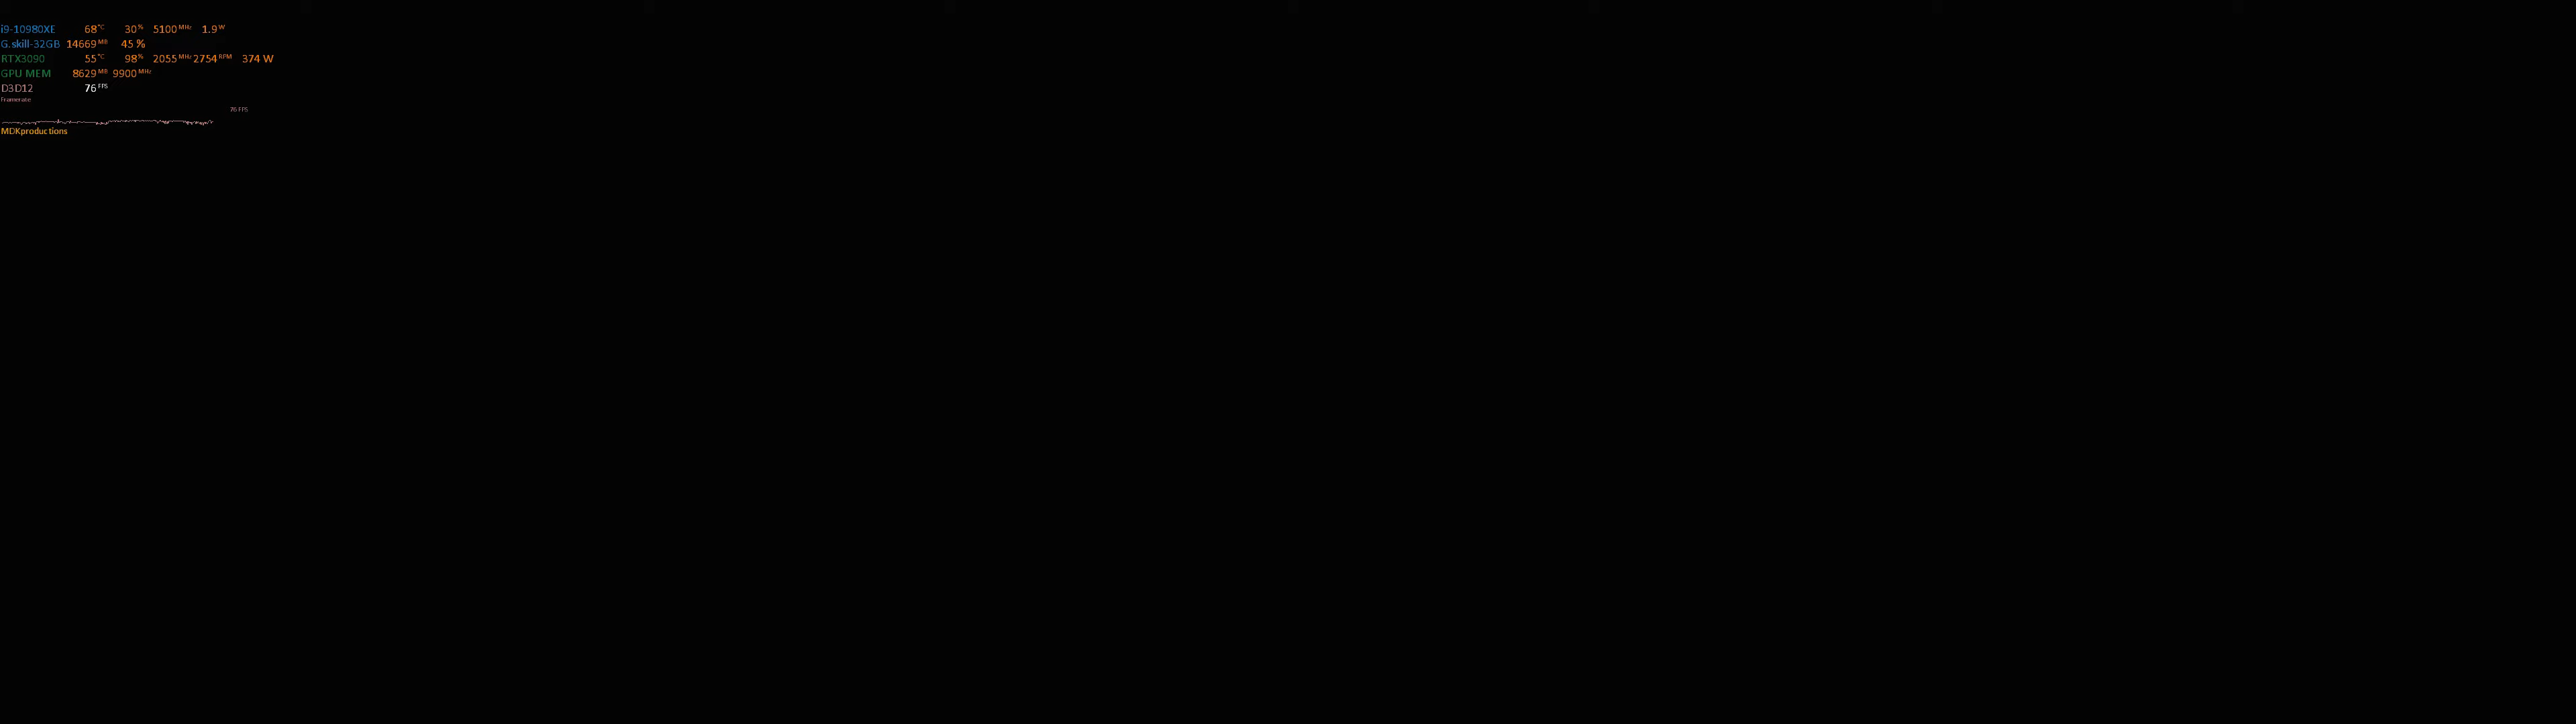 i9-10980XE 68°C 30% 5100MHz 1.9W
G.skill-32GB 14669MB 45%
RTX3090 55°C 98% 2055MHz 2754RPM 374 W
GPU MEM 8629MB 9900MHz
D3D12 76FPS
Framerate
76 FPS
MDKproductions